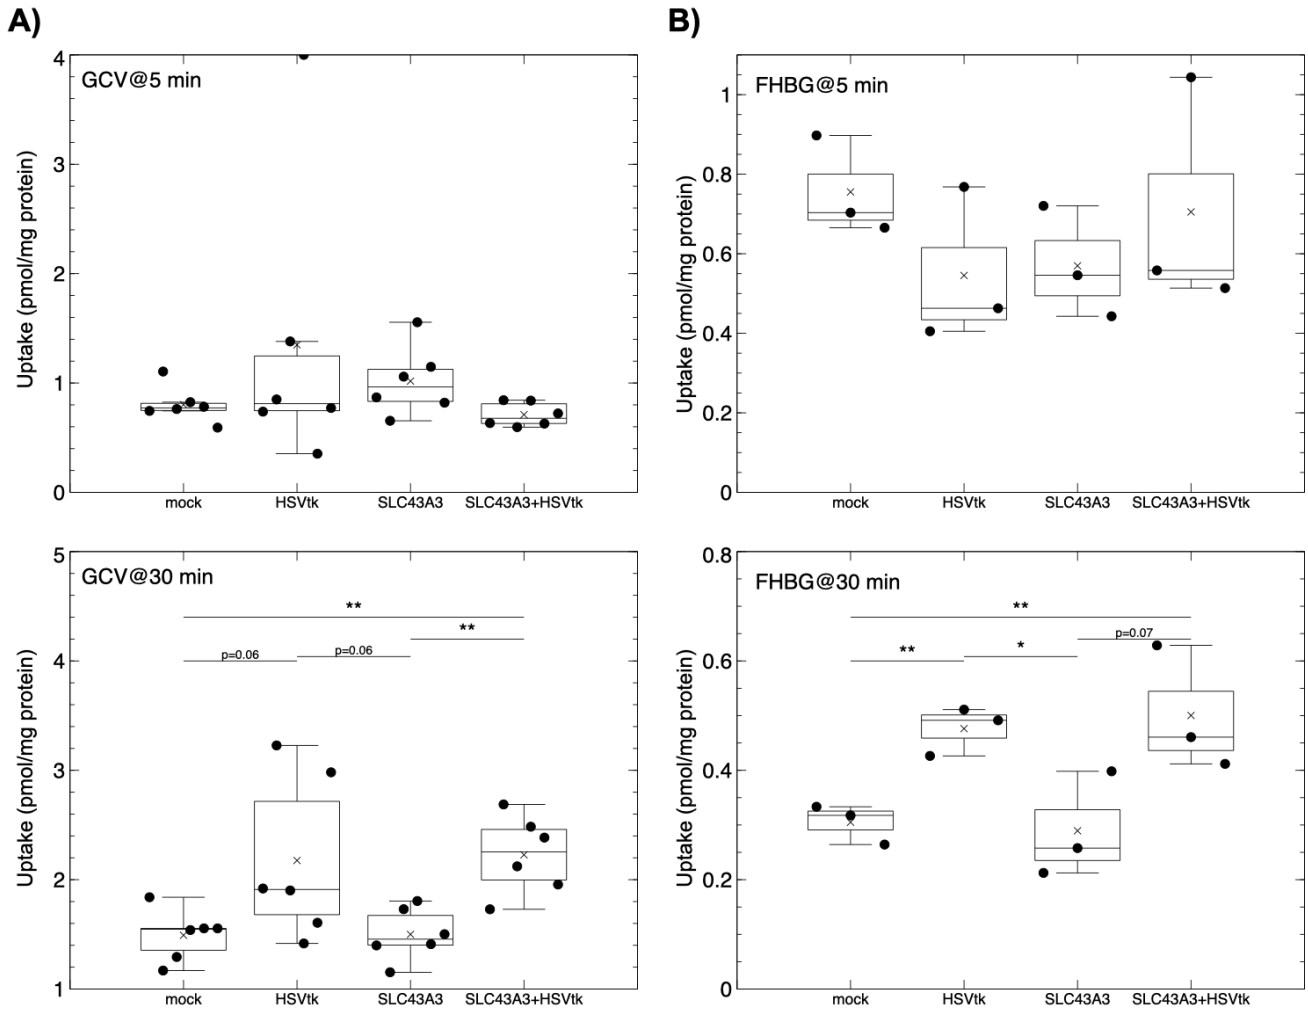 A)
B)
GCV@5 min
Uptake (pmol/mg protein)
4
3
2
1
0
mock
HSVtk
SLC43A3
SLC43A3+HSVtk
FHBG@5 min
Uptake (pmol/mg protein)
1
0.8
0.6
0.4
0.2
0
mock
HSVtk
SLC43A3
SLC43A3+HSVtk
GCV@30 min
Uptake (pmol/mg protein)
5
4
3
2
1
**
**
p=0.06
p=0.06
mock
HSVtk
SLC43A3
SLC43A3+HSVtk
FHBG@30 min
Uptake (pmol/mg protein)
0.8
0.6
0.4
0.2
0
**
p=0.07
**
*
mock
HSVtk
SLC43A3
SLC43A3+HSVtk